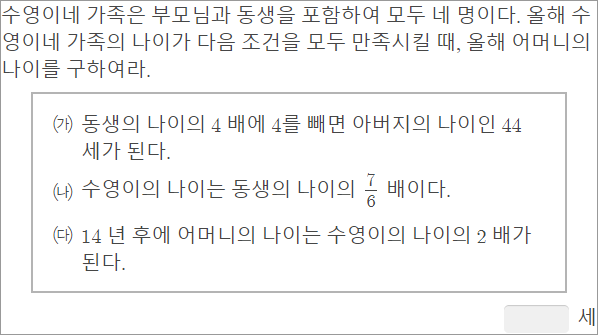 수영이네 가족은 부모님과 동생을 포함하여 모두 네 명이다. 올해 수
영이네 가족의 나이가 다음 조건을 모두 만족시킬 때, 올해 어머니의
나이를 구하여라.
㈎ 동생의 나이의 4 배에 4를 빼면 아버지의 나이인 44
세가 된다.
㈏ 수영이의 나이는 동생의 나이의 7/6 배이다.
㈐ 14 년 후에 어머니의 나이는 수영이의 나이의 2 배가
된다.
세